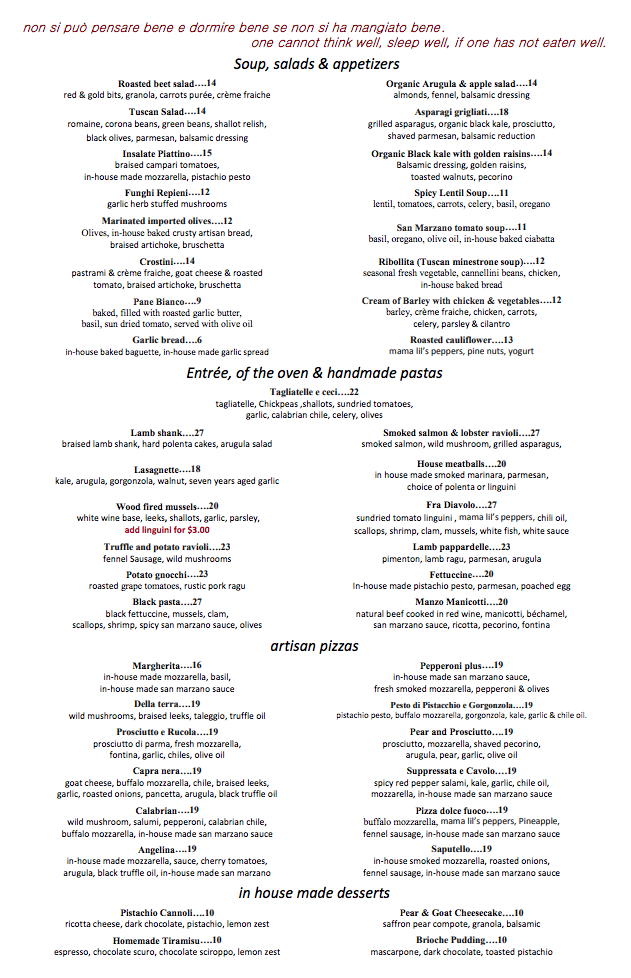 non si può pensare bene e dormire bene se non si ha mangiato bene.
one cannot think well, sleep well, if one has not eaten well.
Soup, salads & appetizers
Roasted beet salad….14
red & gold bits, granola, carrots purée, crème fraiche
Tuscan Salad….14
romaine, corona beans, green beans, shallot relish,
black olives, parmesan, balsamic dressing
Insalate Piattino….15
braised campari tomatoes,
in-house made mozzarella, pistachio pesto
Funghi Repieni….12
garlic herb stuffed mushrooms
Marinated imported olives….12
Olives, in-house baked crusty artisan bread,
braised artichoke, bruschetta
Crostini….14
pastrami & crème fraiche, goat cheese & roasted
tomato, braised artichoke, bruschetta
Pane Bianco….9
baked, filled with roasted garlic butter,
basil, sun dried tomato, served with olive oil
Garlic bread….6
in-house baked baguette, in-house made garlic spread
Organic Arugula & apple salad….14
almonds, fennel, balsamic dressing
Asparagi grigliati….18
grilled asparagus, organic black kale, prosciutto,
shaved parmesan, balsamic reduction
Organic Black kale with golden raisins….14
Balsamic dressing, golden raisins,
toasted walnuts, pecorino
Spicy Lentil Soup….11
lentil, tomatoes, carrots, celery, basil, oregano
San Marzano tomato soup….11
basil, oregano, olive oil, in-house baked ciabatta
Ribollita (Tuscan minestrone soup)….12
seasonal fresh vegetable, cannellini beans, chicken,
in-house baked bread
Cream of Barley with chicken & vegetables….12
barley, crème fraiche, chicken, carrots,
celery, parsley & cilantro
Roasted cauliflower….13
mama lil's peppers, pine nuts, yogurt
Entrée, of the oven & handmade pastas
Tagliatelle e ceci….22
tagliatelle, Chickpeas ,shallots, sundried tomatoes,
garlic, calabrian chile, celery, olives
Lamb shank….27
braised lamb shank, hard polenta cakes, arugula salad
Lasagnette….18
kale, arugula, gorgonzola, walnut, seven years aged garlic
Wood fired mussels….20
white wine base, leeks, shallots, garlic, parsley,
add linguini for $3.00
Truffle and potato ravioli….23
fennel Sausage, wild mushrooms
Potato gnocchi….23
roasted grape tomatoes, rustic pork ragu
Black pasta….27
black fettuccine, mussels, clam,
scallops, shrimp, spicy san marzano sauce, olives
Smoked salmon & lobster ravioli….27
smoked salmon, wild mushroom, grilled asparagus,
House meatballs….20
in house made smoked marinara, parmesan,
choice of polenta or linguini
Fra Diavolo….27
sundried tomato linguini , mama lil's peppers, chili oil,
scallops, shrimp, clam, mussels, white fish, white sauce
Lamb pappardelle….23
pimenton, lamb ragu, parmesan, arugula
Fettuccine….20
In-house made pistachio pesto, parmesan, poached egg
Manzo Manicotti….20
natural beef cooked in red wine, manicotti, béchamel,
san marzano sauce, ricotta, pecorino, fontina
artisan pizzas
Margherita….16
in-house made mozzarella, basil,
in-house made san marzano sauce
Della terra….19
wild mushrooms, braised leeks, taleggio, truffle oil
Prosciutto e Rucola….19
prosciutto di parma, fresh mozzarella,
fontina, garlic, chiles, olive oil
Capra nera….19
goat cheese, buffalo mozzarella, chile, braised leeks,
garlic, roasted onions, pancetta, arugula, black truffle oil
Calabrian….19
wild mushroom, salumi, pepperoni, calabrian chile,
buffalo mozzarella, in-house made san marzano sauce
Angelina….19
in-house made mozzarella, sauce, cherry tomatoes,
arugula, black truffle oil, in-house made san marzano
Pepperoni plus….19
in-house made san marzano sauce,
fresh smoked mozzarella, pepperoni & olives
Pesto di Pistacchio e Gorgonzola….19
pistachio pesto, buffalo mozzarella, gorgonzola, kale, garlic & chile oil.
Pear and Prosciutto….19
prosciutto, mozzarella, shaved pecorino,
arugula, pear, garlic, olive oil
Suppressata e Cavolo….19
spicy red pepper salami, kale, garlic, chile oil,
mozzarella, in-house made san marzano sauce
Pizza dolce fuoco….19
buffalo mozzarella, mama lil's peppers, Pineapple,
fennel sausage, in-house made san marzano sauce
Saputello….19
in-house smoked mozzarella, roasted onions,
fennel sausage, in-house made san marzano sauce
in house made desserts
Pistachio Cannoli….10
ricotta cheese, dark chocolate, pistachio, lemon zest
Homemade Tiramisu….10
espresso, chocolate scuro, chocolate sciroppo, lemon zest
Pear & Goat Cheesecake….10
saffron pear compote, granola, balsamic
Brioche Pudding….10
mascarpone, dark chocolate, toasted pistachio